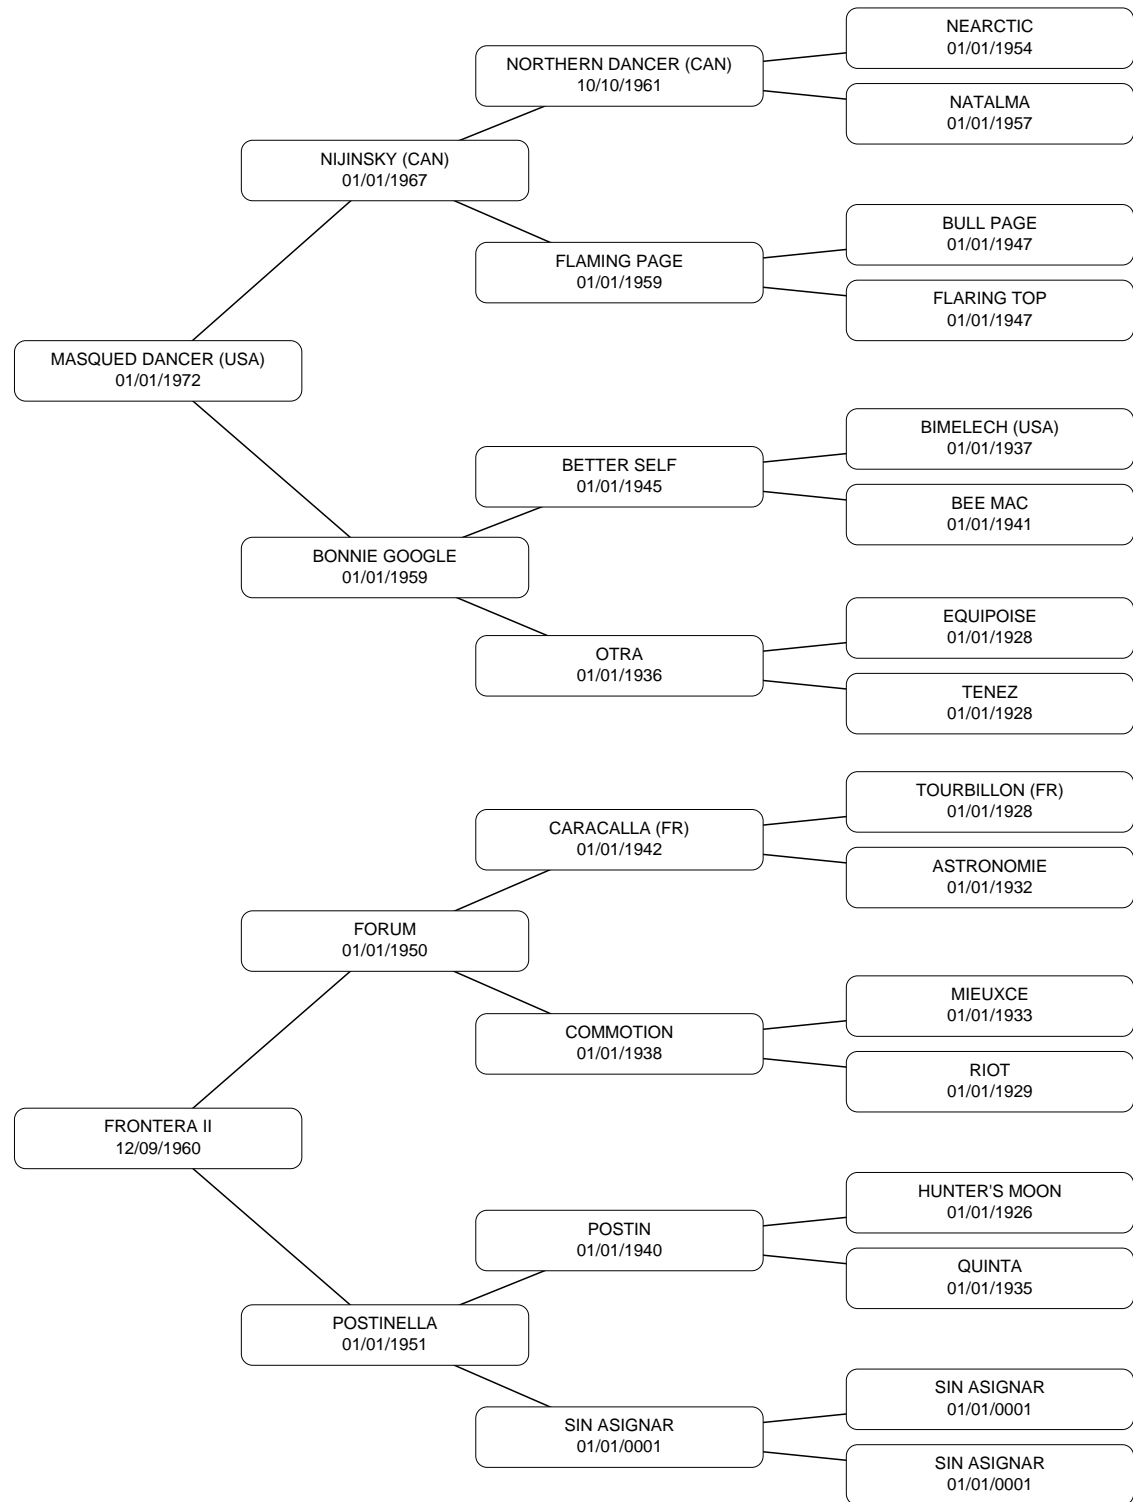 NEARCTIC
01/01/1954
NORTHERN DANCER (CAN)
10/10/1961
NATALMA
01/01/1957
NIJINSKY (CAN)
01/01/1967
BULL PAGE
01/01/1947
FLAMING PAGE
01/01/1959
FLARING TOP
01/01/1947
MASQUED DANCER (USA)
01/01/1972
BIMELECH (USA)
01/01/1937
BETTER SELF
01/01/1945
BEE MAC
01/01/1941
BONNIE GOOGLE
01/01/1959
EQUIPOISE
01/01/1928
OTRA
01/01/1936
TENEZ
01/01/1928
TOURBILLON (FR)
01/01/1928
CARACALLA (FR)
01/01/1942
ASTRONOMIE
01/01/1932
FORUM
01/01/1950
MIEUXCE
01/01/1933
COMMOTION
01/01/1938
RIOT
01/01/1929
FRONTERA II
12/09/1960
HUNTER'S MOON
01/01/1926
POSTIN
01/01/1940
QUINTA
01/01/1935
POSTINELLA
01/01/1951
SIN ASIGNAR
01/01/0001
SIN ASIGNAR
01/01/0001
SIN ASIGNAR
01/01/0001